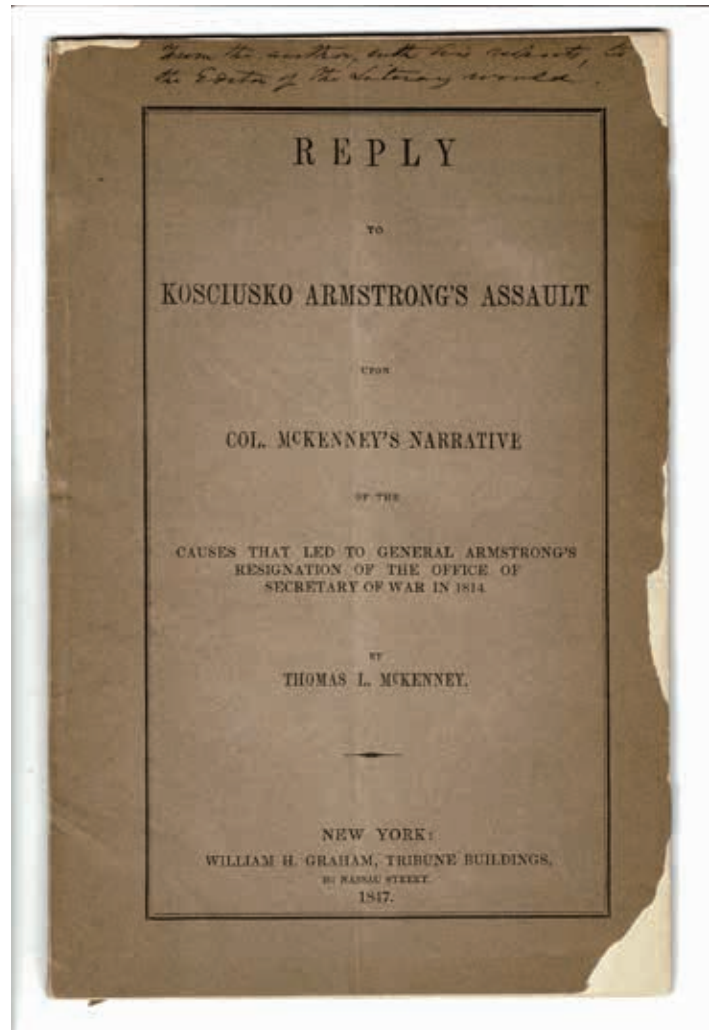 From the author, with his respects, to
the Editor of the Literary World.
REPLY
TO
KOSCIUSKO ARMSTRONG'S ASSAULT
UPON
COL. McKENNEY'S NARRATIVE
OF THE
CAUSES THAT LED TO GENERAL ARMSTRONG'S
RESIGNATION OF THE OFFICE OF
SECRETARY OF WAR IN 1814.
BY
THOMAS L. McKENNEY.
NEW YORK:
WILLIAM H. GRAHAM, TRIBUNE BUILDINGS,
NASSAU STREET.
1847.